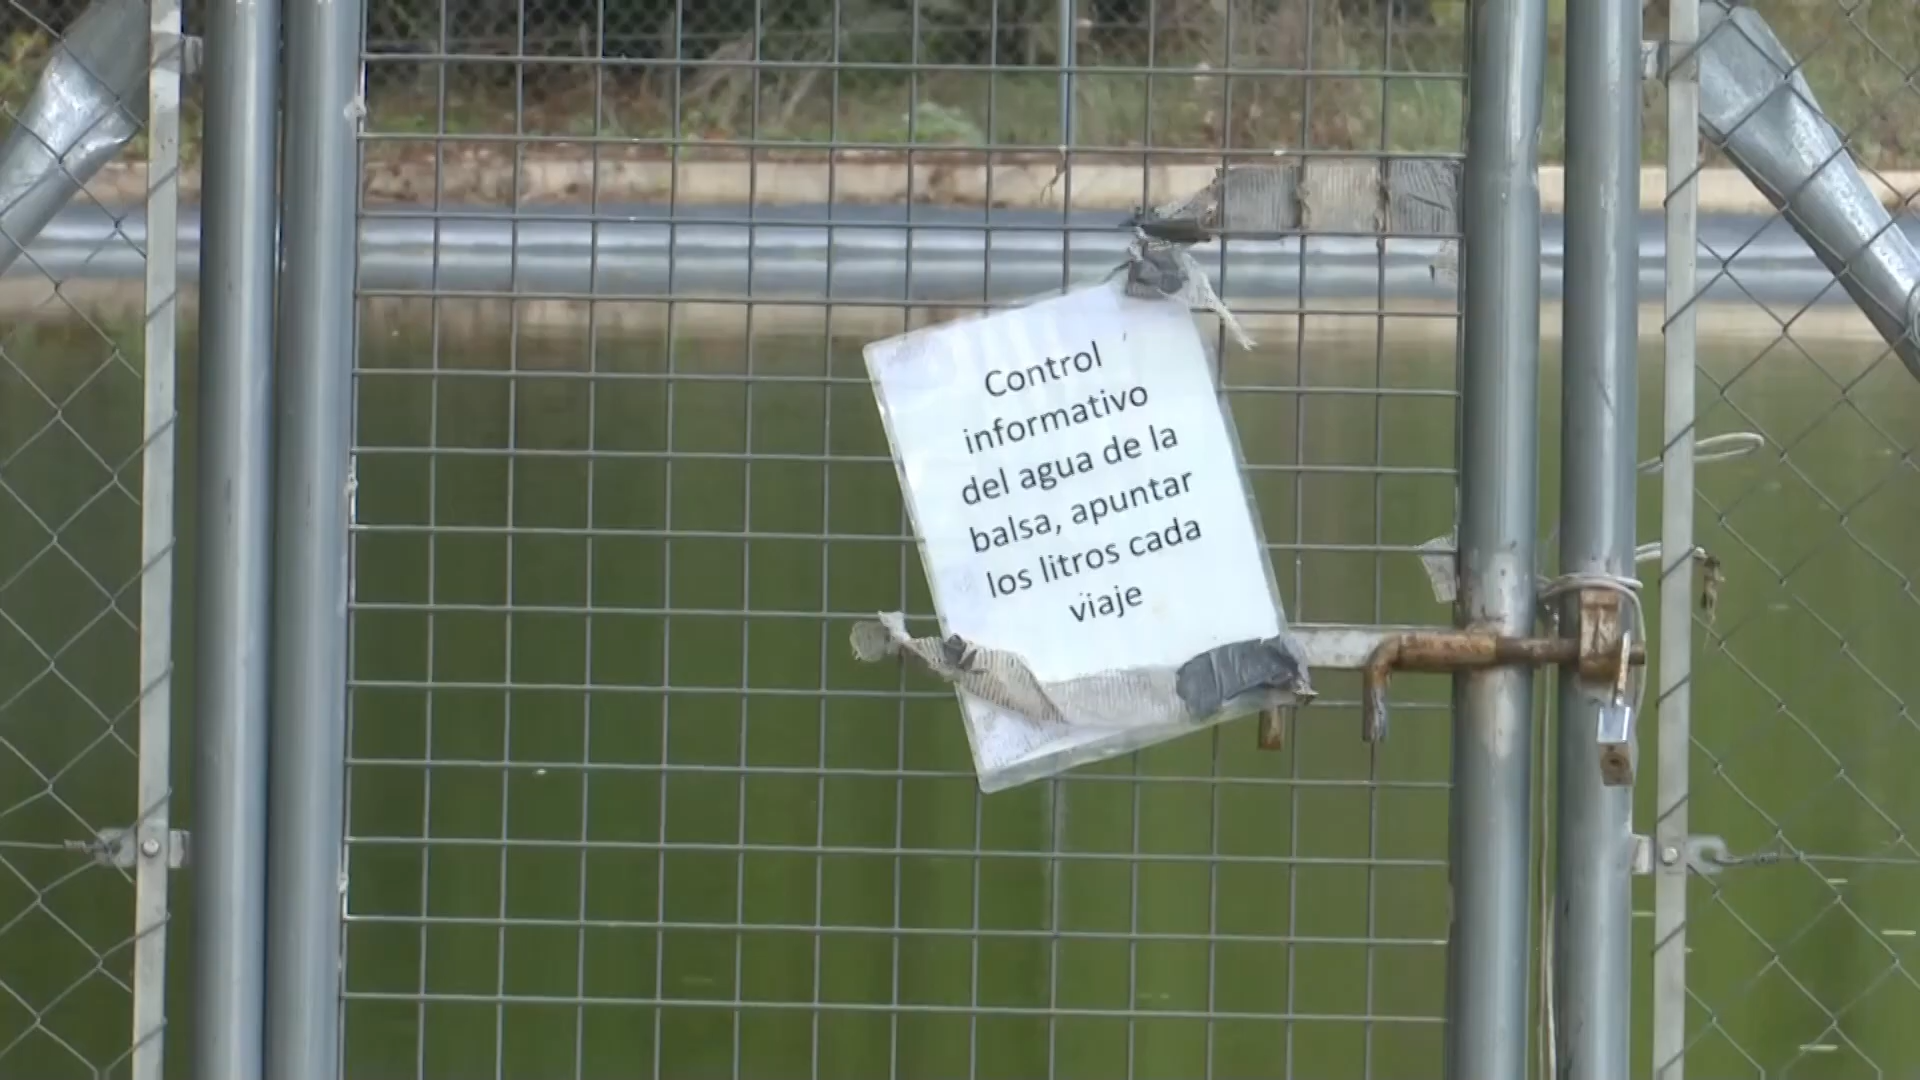 Control
informativo
del agua de la
balsa, apuntar
los litros cada
viaje